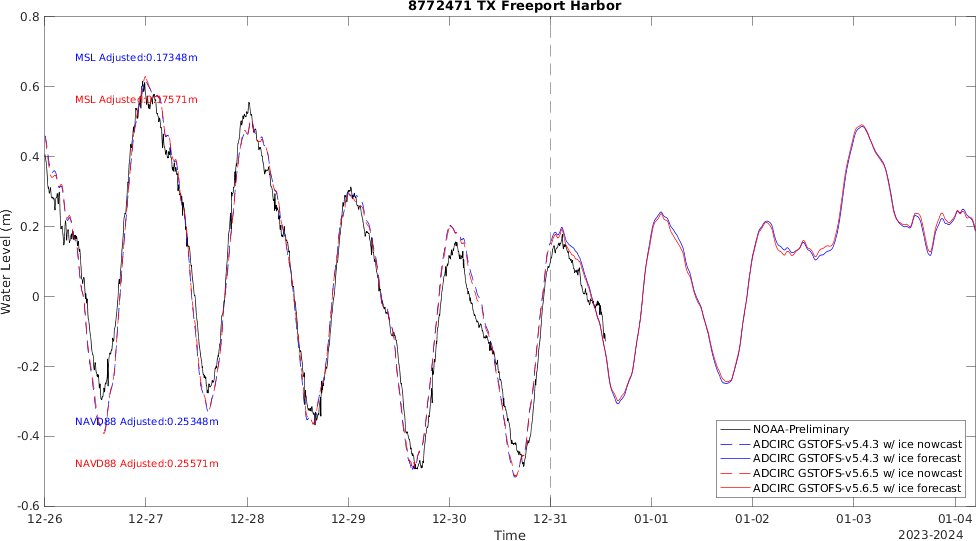 8772471 TX Freeport Harbor
0.8
MSL Adjusted:0.17348m
0.6
MSL Adjusted:0.17571m
0.4
0.2
Water Level (m)
0
-0.2
NAVD88 Adjusted:0.25348m
-0.4
NAVD88 Adjusted:0.25571m
NOAA-Preliminary
ADCIRC GSTOFS-v5.4.3 w/ ice nowcast
ADCIRC GSTOFS-v5.4.3 w/ ice forecast
ADCIRC GSTOFS-v5.6.5 w/ ice nowcast
ADCIRC GSTOFS-v5.6.5 w/ ice forecast
-0.6
12-26 12-27 12-28 12-29 12-30 12-31 01-01 01-02 01-03 01-04
Time
2023-2024